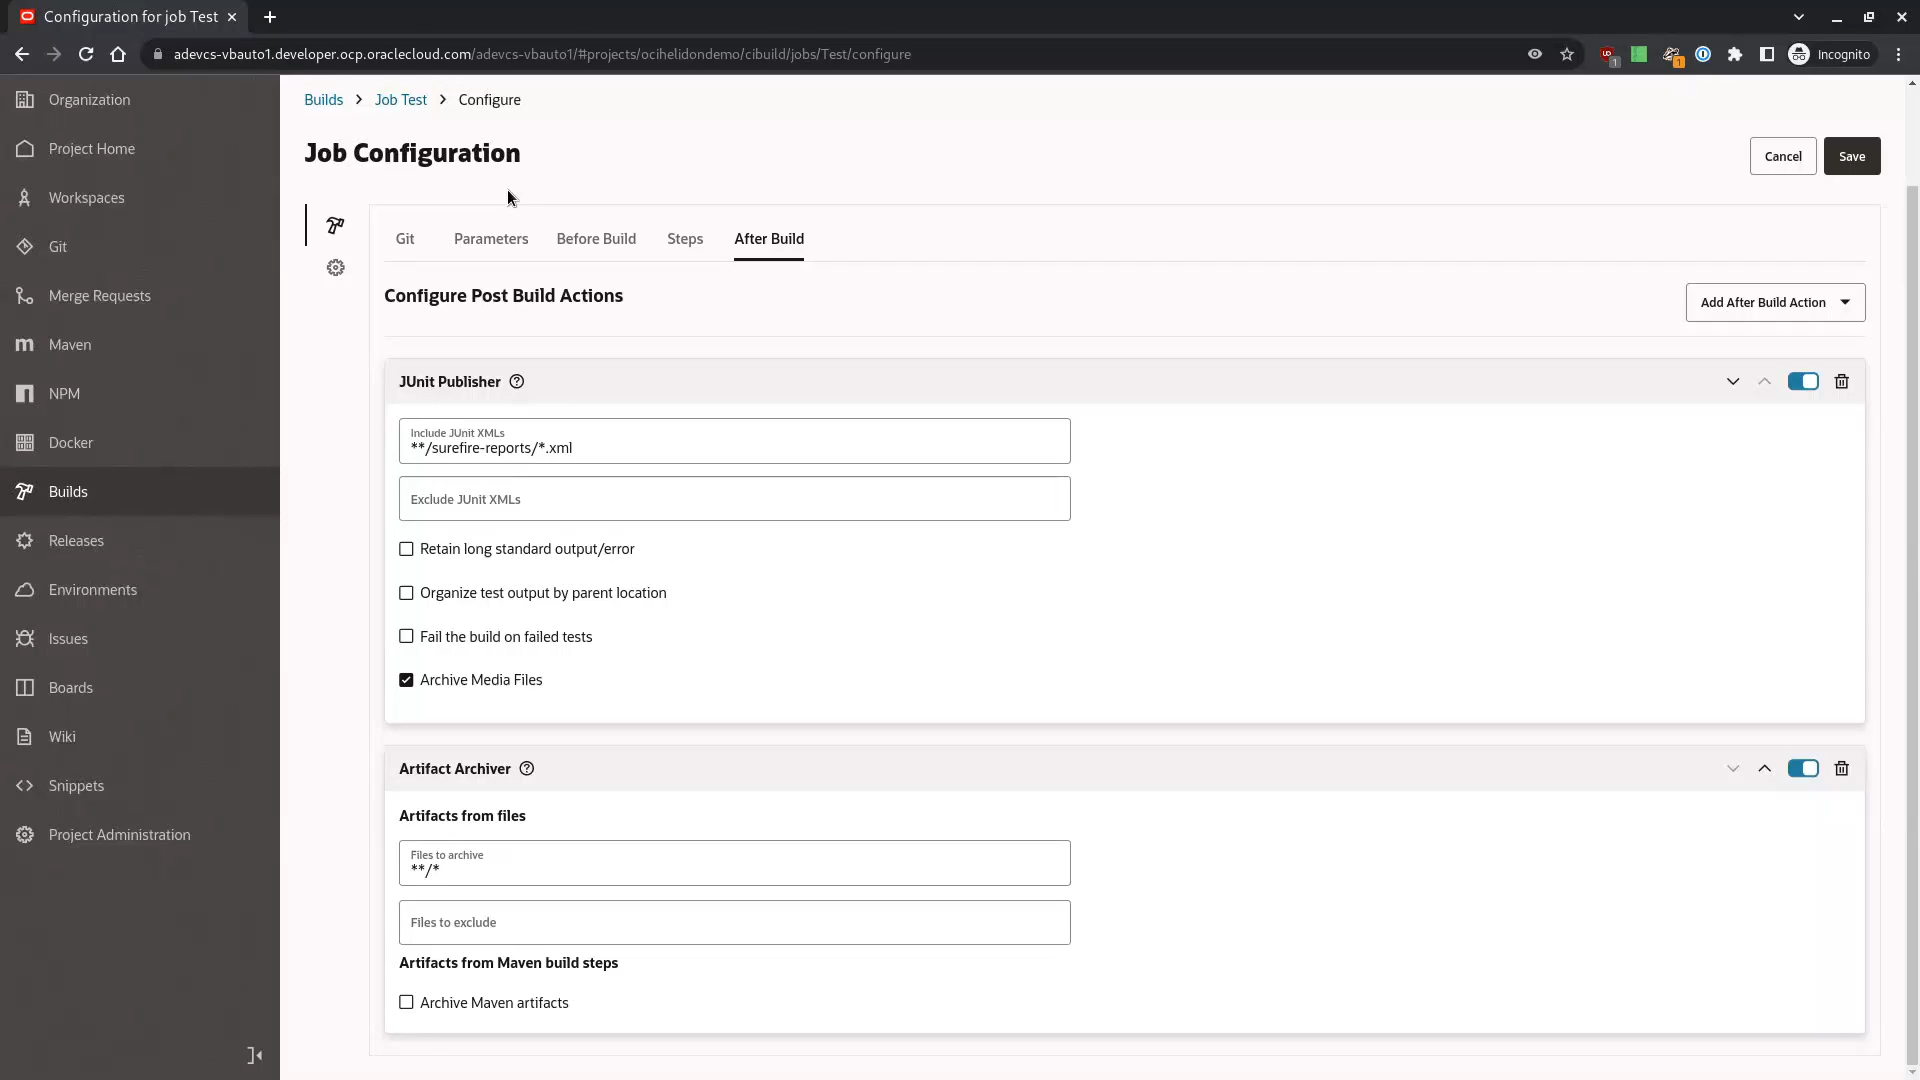 Configuration for job Test
adevcs-vbauto1.developer.ocp.oraclecloud.com/adevcs-vbauto1/#projects/ocihelidondemo/cibuild/jobs/Test/configure
1
1
Incognito
Organization
Project Home
Workspaces
Git
Merge Requests
Maven
NPM
Docker
Builds
Releases
Environments
Issues
Boards
Wiki
Snippets
Project Administration
Builds > Job Test > Configure
Job Configuration
Cancel
Save
Git
Parameters
Before Build
Steps
After Build
Configure Post Build Actions
Add After Build Action
JUnit Publisher
Include JUnit XMLs
**/surefire-reports/*.xml
Exclude JUnit XMLs
Retain long standard output/error
Organize test output by parent location
Fail the build on failed tests
Archive Media Files
Artifact Archiver
Artifacts from files
Files to archive
**/*
Files to exclude
Artifacts from Maven build steps
Archive Maven artifacts